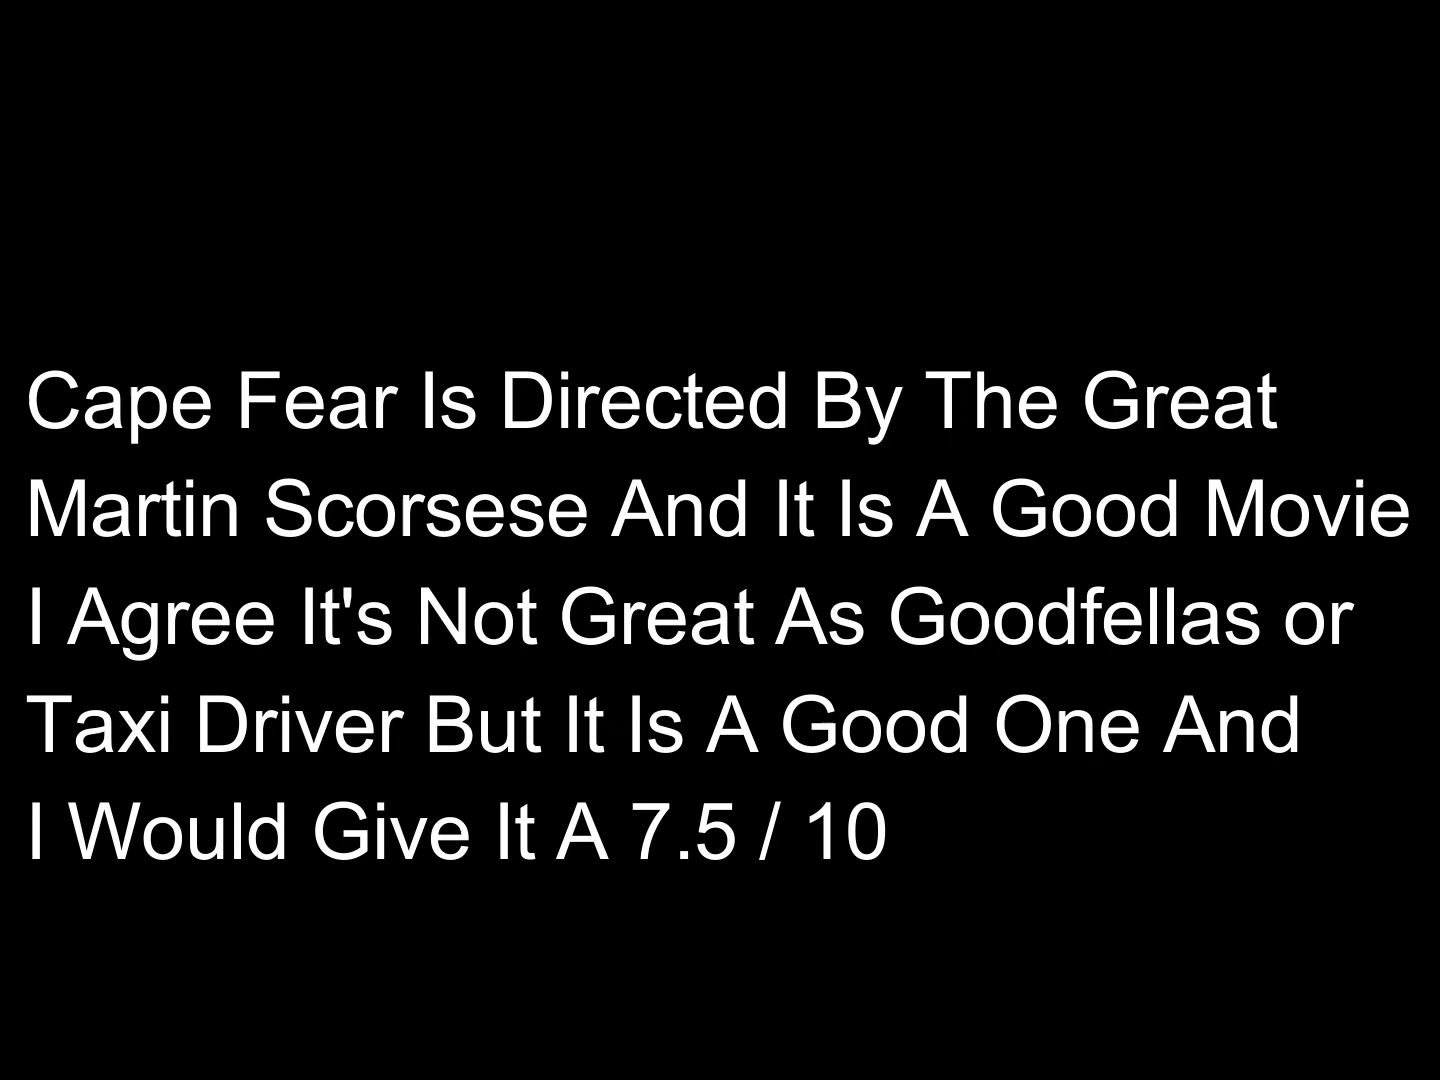 Cape Fear Is Directed By The Great
Martin Scorsese And It Is A Good Movie
I Agree It's Not Great As Goodfellas or
Taxi Driver But It Is A Good One And
I Would Give It A 7.5 / 10